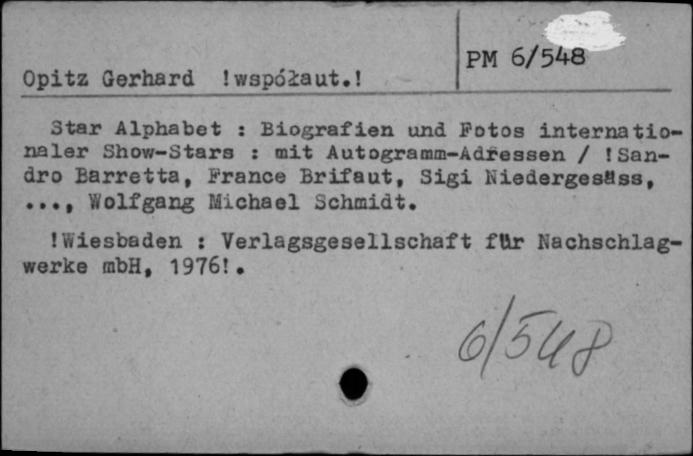 PM 6/548
Opitz Gerhard !współaut.!
Star Alphabet : Biografien und Fotos internatio-
naler Show-Stars : mit Autogramm-Adressen / !San-
dro Barretta, France Brifaut, Sigi Niedergesäss,
..., Wolfgang Michael Schmidt.
!Wiesbaden : Verlagsgesellschaft für Nachschlag-
werke mbH, 1976!.
6/548